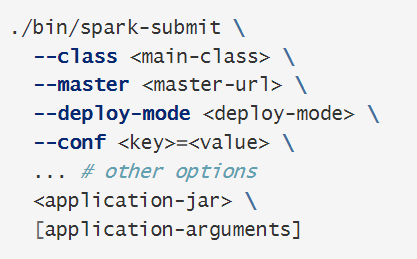 ./bin/spark-submit \
--class <main-class> \
--master <master-url> \
--deploy-mode <deploy-mode> \
--conf <key>=<value> \
... # other options
<application-jar> \
[application-arguments]